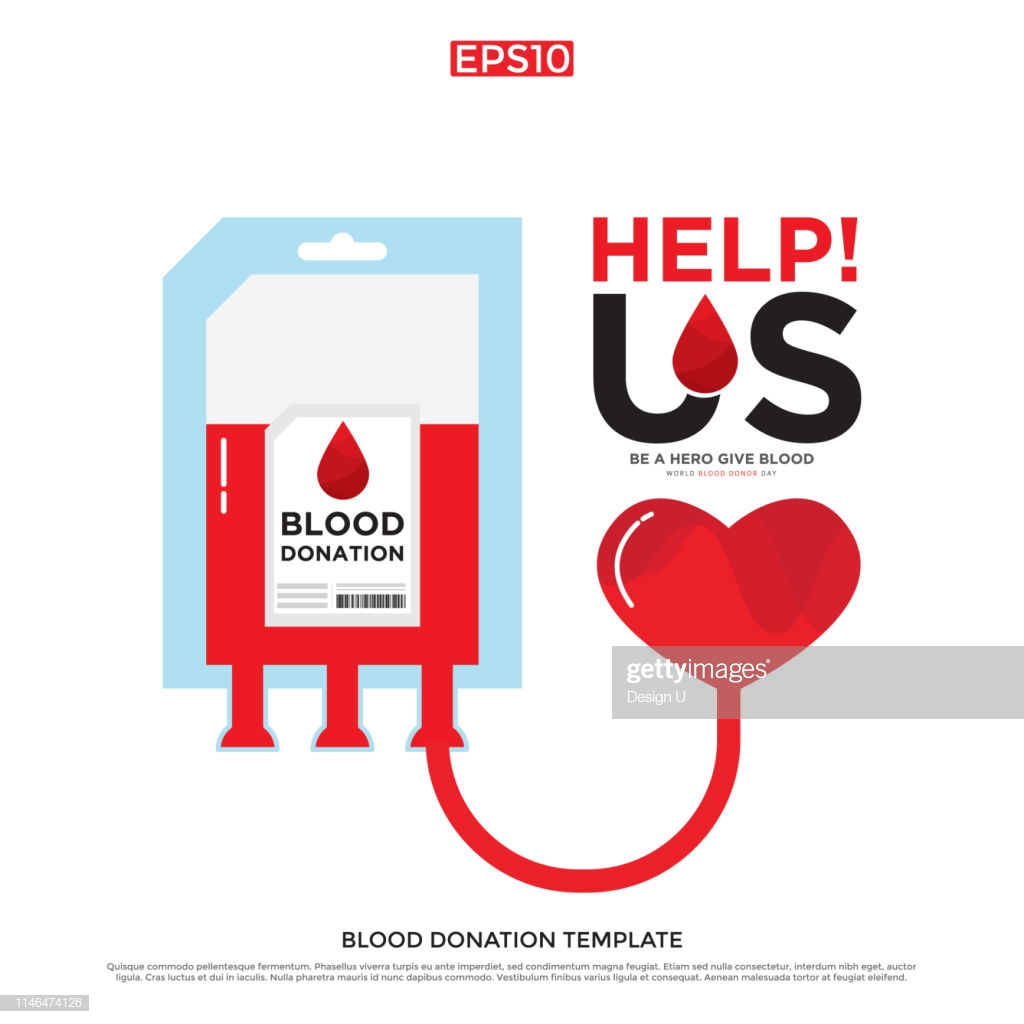 EPS10
HELP!
US
BE A HERO GIVE BLOOD
WORLD BLOOD DONOR DAY
BLOOD
DONATION
gettyimages®
Design U
BLOOD DONATION TEMPLATE
Quisque commodo pellentesque fermentum. Phasellus viverra turpis eu ante imperdiet, sed condimentum magna feugiat. Etiam sed nulla consectetur, interdum nibh eget, auctor
ligula. Cras luctus et dui in iaculis. Nulla pharetra mauris id nunc dapibus commodo. Vestibulum finibus varius ligula et consequat. Aenean malesuada tortor at feugiat eleifend.
1146474128